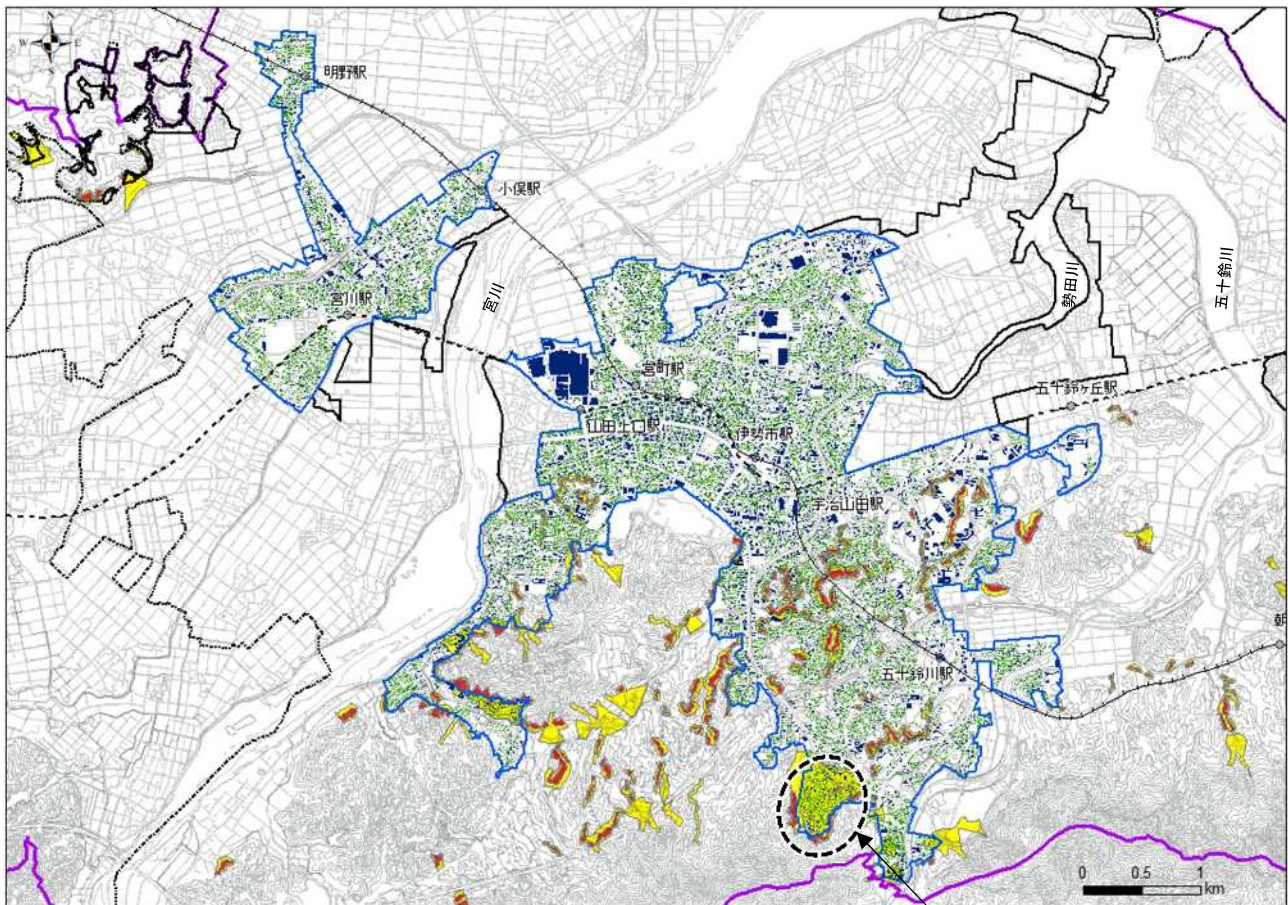 W E
明野駅
小俣駅
宮川駅
宮川
勢田川
五十鈴川
宮町駅
五十鈴ヶ丘駅
山田上口駅
伊勢市駅
宇治山田駅
朝
五十鈴川駅
0 0.5 1
km